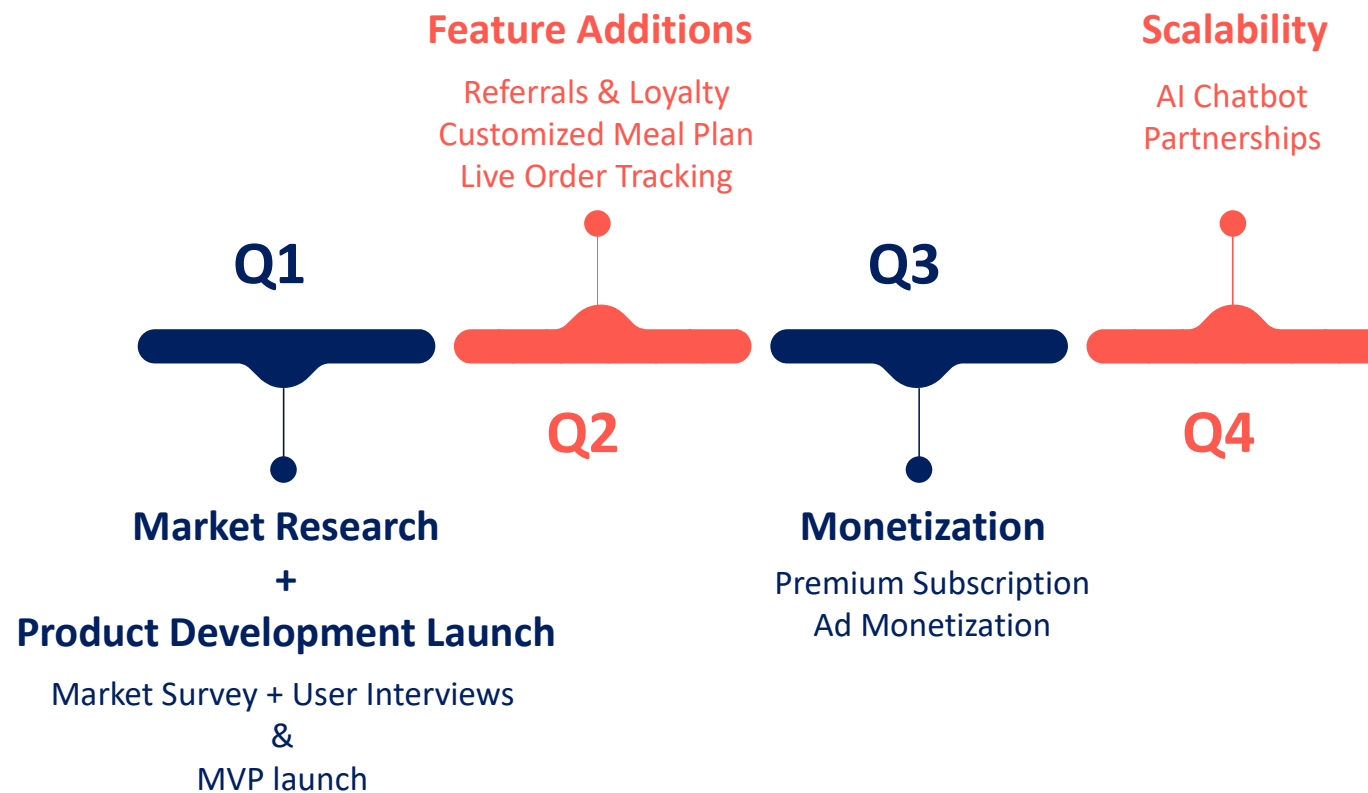 Q1
Market Research
+
Product Development Launch
Market Survey + User Interviews
&
MVP launch
Feature Additions
Referrals & Loyalty
Customized Meal Plan
Live Order Tracking
Q2
Q3
Monetization
Premium Subscription
Ad Monetization
Scalability
AI Chatbot
Partnerships
Q4